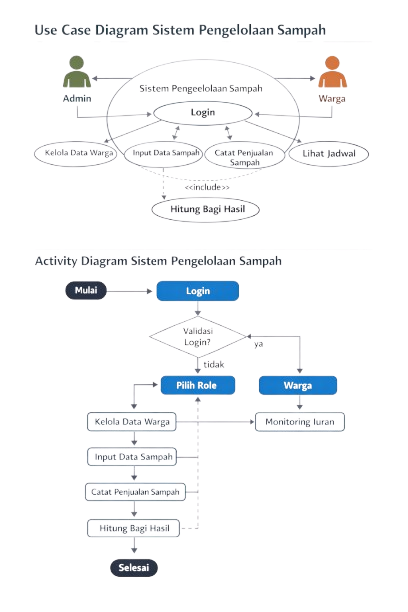 Use Case Diagram Sistem Pengelolaan Sampah
Sistem Pengeelolaan Sampah
Admin
Warga
Login
Kelola Data Warga
Input Data Sampah
Catat Penjualan
Sampah
Lihat Jadwal
<<include>>
Hitung Bagi Hasil
Activity Diagram Sistem Pengelolaan Sampah
Mulai
Login
Validasi
Login?
ya
tidak
Pilih Role
Warga
Kelola Data Warga
Monitoring Iuran
Input Data Sampah
Catat Penjualan Sampah
Hitung Bagi Hasil
Selesai